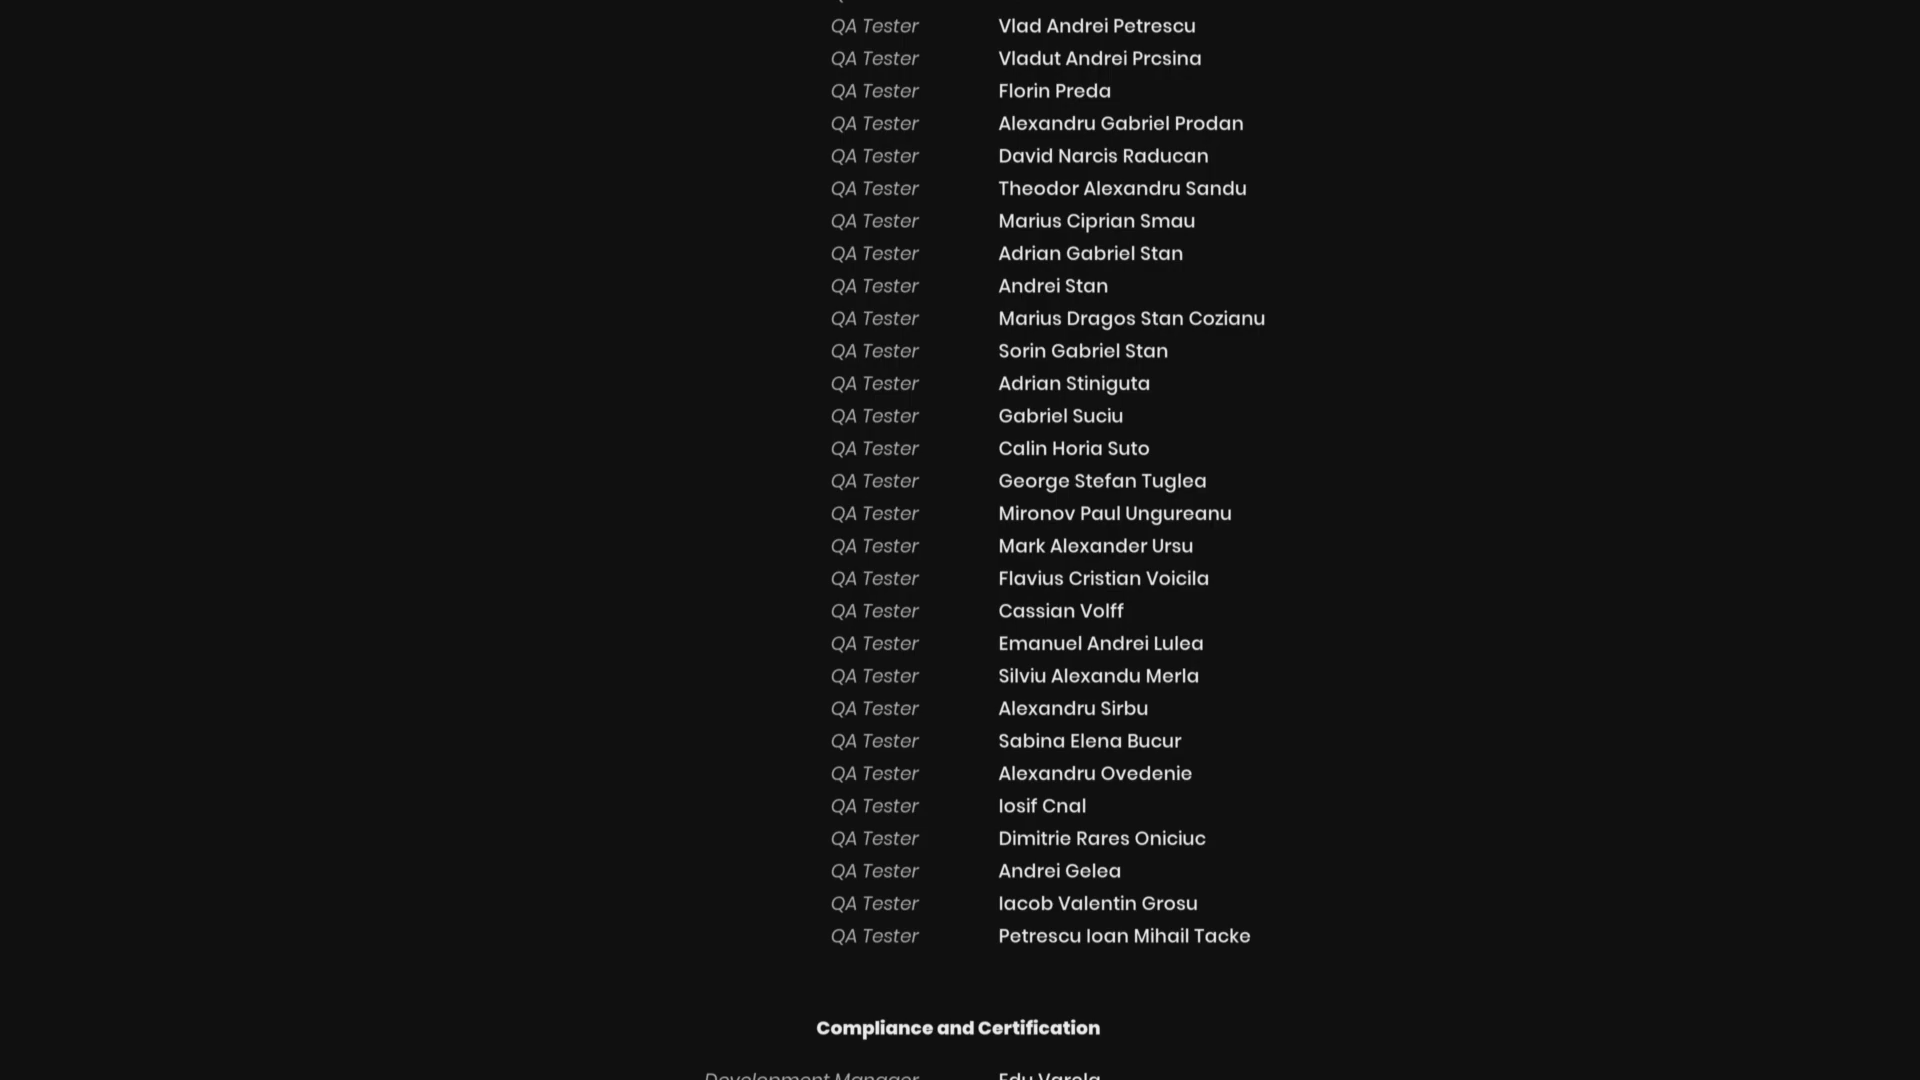 QA Tester Vlad Andrei Petrescu
QA Tester Vladut Andrei Prcsina
QA Tester Florin Preda
QA Tester Alexandru Gabriel Prodan
QA Tester David Narcis Raducan
QA Tester Theodor Alexandru Sandu
QA Tester Marius Ciprian Smau
QA Tester Adrian Gabriel Stan
QA Tester Andrei Stan
QA Tester Marius Dragos Stan Cozianu
QA Tester Sorin Gabriel Stan
QA Tester Adrian Stiniguta
QA Tester Gabriel Suciu
QA Tester Calin Horia Suto
QA Tester George Stefan Tuglea
QA Tester Mironov Paul Ungureanu
QA Tester Mark Alexander Ursu
QA Tester Flavius Cristian Voicila
QA Tester Cassian Volff
QA Tester Emanuel Andrei Lulea
QA Tester Silviu Alexandu Merla
QA Tester Alexandru Sirbu
QA Tester Sabina Elena Bucur
QA Tester Alexandru Ovedenie
QA Tester Iosif Cnal
QA Tester Dimitrie Rares Oniciuc
QA Tester Andrei Gelea
QA Tester Iacob Valentin Grosu
QA Tester Petrescu Ioan Mihail Tacke
Compliance and Certification
Development Manager Edu Varela